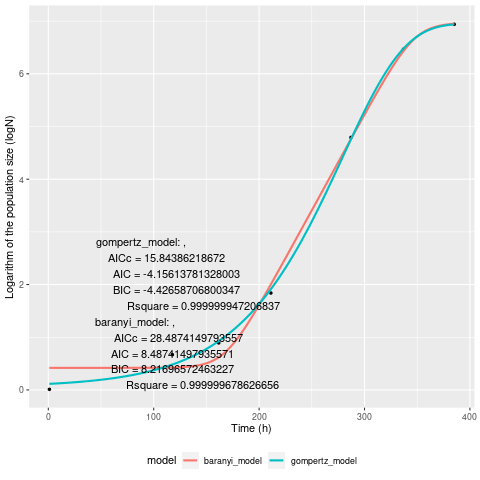 Logarithm of the population size (logN)
6
4
2
0
gompertz_model: ,
AICc = 15.84386218672
AIC = -4.15613781328003
BIC = -4.42658706800347
Rsquare = 0.999999947206837
baranyi_model: ,
AICc = 28.4874149793557
AIC = 8.48741497935571
BIC = 8.21696572463227
Rsquare = 0.999999678626656
0 100 200 300 400
Time (h)
model baranyi_model gompertz_model